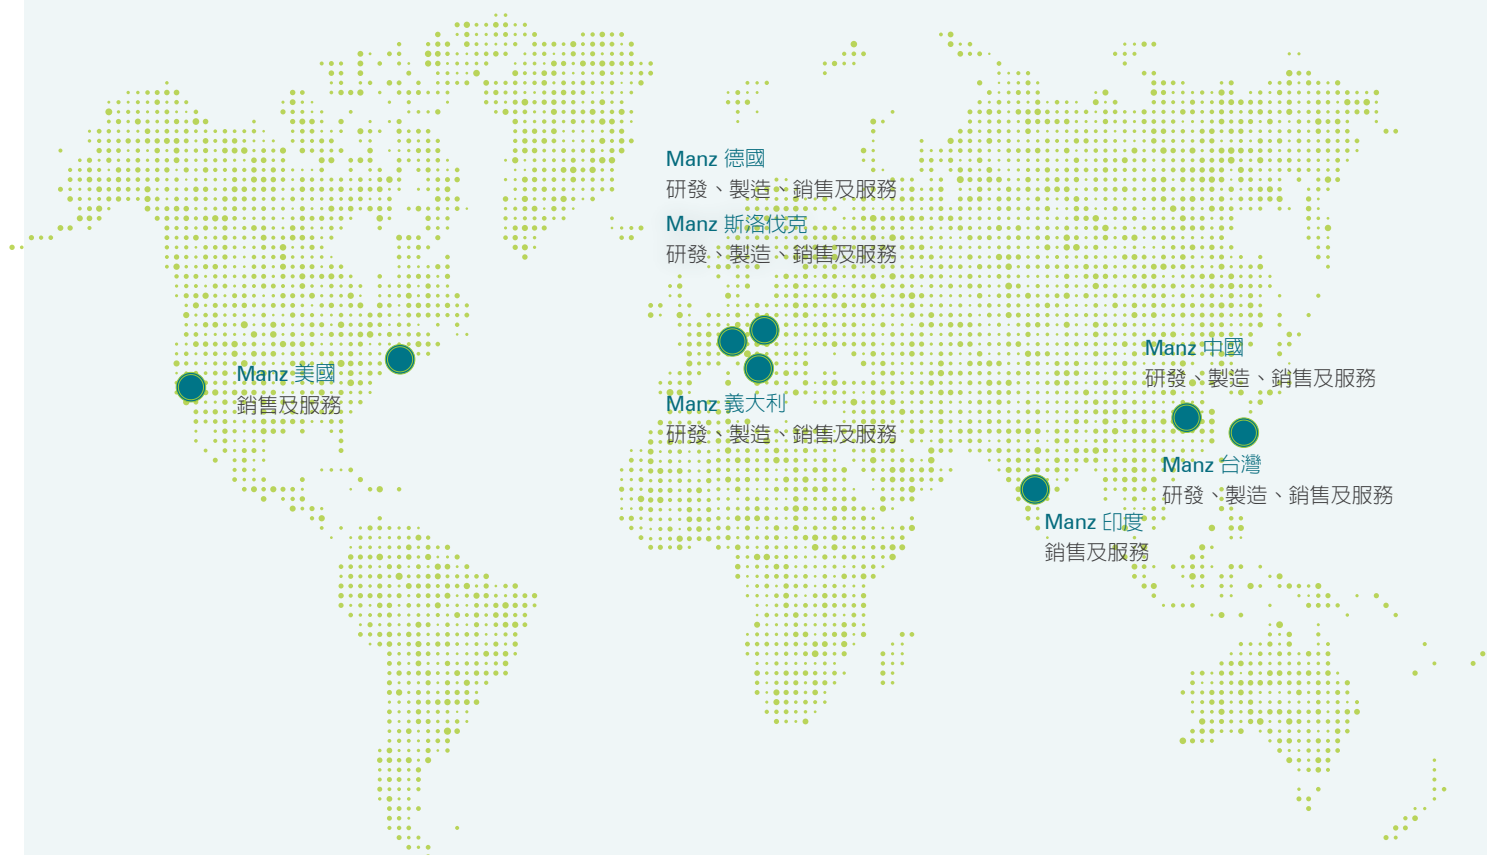 Manz 德國
研發、製造、銷售及服務
Manz 斯洛伐克
研發、製造、銷售及服務
Manz 美國
銷售及服務
Manz 義大利
研發、製造、銷售及服務
Manz 中國
研發、製造、銷售及服務
Manz 台灣
研發、製造、銷售及服務
Manz 印度
銷售及服務